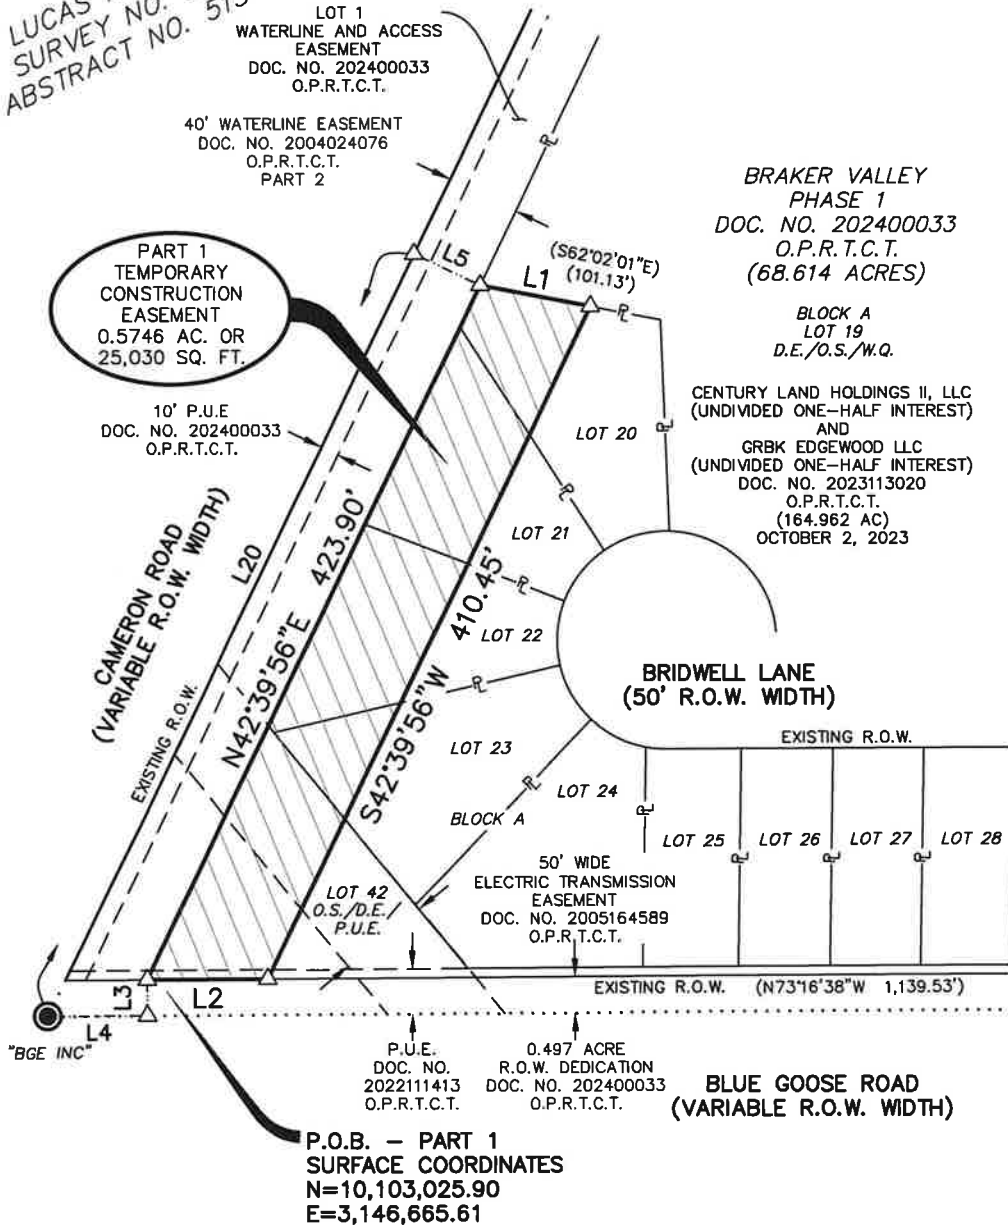 LUCAS
SURVEY NO.
ABSTRACT NO. 513
LOT 1
WATERLINE AND ACCESS
EASEMENT
DOC. NO. 202400033
O.P.R.T.C.T.
40' WATERLINE EASEMENT
DOC. NO. 2004024076
O.P.R.T.C.T.
PART 2
BRAKER VALLEY
PHASE 1
DOC. NO. 202400033
O.P.R.T.C.T.
(68.614 ACRES)
PART 1
TEMPORARY
CONSTRUCTION
EASEMENT
0.5746 AC. OR
25,030 SQ. FT.
L5
(S62°02'01"E)
(101.13')
L1
BLOCK A
LOT 19
D.E./O.S./W.Q.
CENTURY LAND HOLDINGS II, LLC
(UNDIVIDED ONE-HALF INTEREST)
AND
GRBK EDGEWOOD LLC
(UNDIVIDED ONE-HALF INTEREST)
DOC. NO. 2023113020
O.P.R.T.C.T.
(164.962 AC)
OCTOBER 2, 2023
10' P.U.E
DOC. NO. 202400033
O.P.R.T.C.T.
LOT 20
LOT 21
LOT 22
LOT 23
LOT 24
BLOCK A
CAMERON ROAD
(VARIABLE R.O.W. WIDTH)
L20
EXISTING R.O.W.
N42°39'56"E 423.90'
S42°39'56"W 410.45'
BRIDWELL LANE
(50' R.O.W. WIDTH)
EXISTING R.O.W.
LOT 25
LOT 26
LOT 27
LOT 28
50' WIDE
ELECTRIC TRANSMISSION
EASEMENT
DOC. NO. 2005164589
O.P.R.T.C.T.
LOT 42
O.S./D.E./
P.U.E.
L3
L2
L4
"BGE INC"
EXISTING R.O.W. (N73°16'38"W 1,139.53')
P.U.E.
DOC. NO.
2022111413
O.P.R.T.C.T.
0.497 ACRE
R.O.W. DEDICATION
DOC. NO. 202400033
O.P.R.T.C.T.
BLUE GOOSE ROAD
(VARIABLE R.O.W. WIDTH)
P.O.B. - PART 1
SURFACE COORDINATES
N=10,103,025.90
E=3,146,665.61